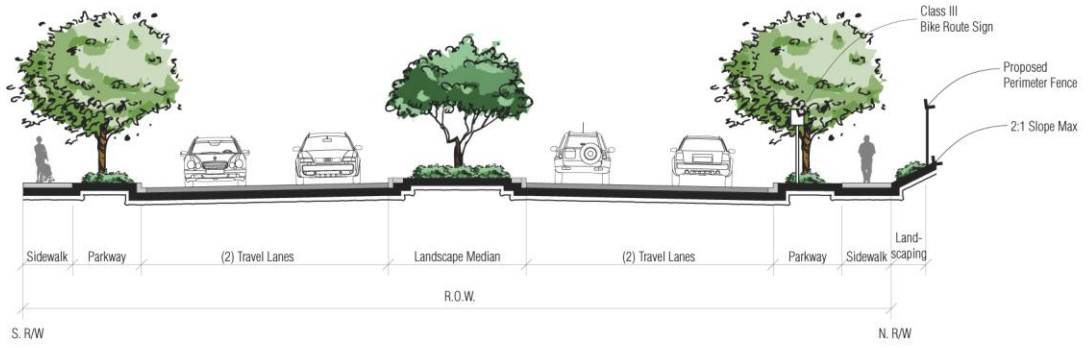 Class III
Bike Route Sign
Proposed
Perimeter Fence
2:1 Slope Max
Sidewalk
Parkway
(2) Travel Lanes
Landscape Median
(2) Travel Lanes
Parkway
Sidewalk
Land-
scaping
R.O.W.
S. R/W
N. R/W